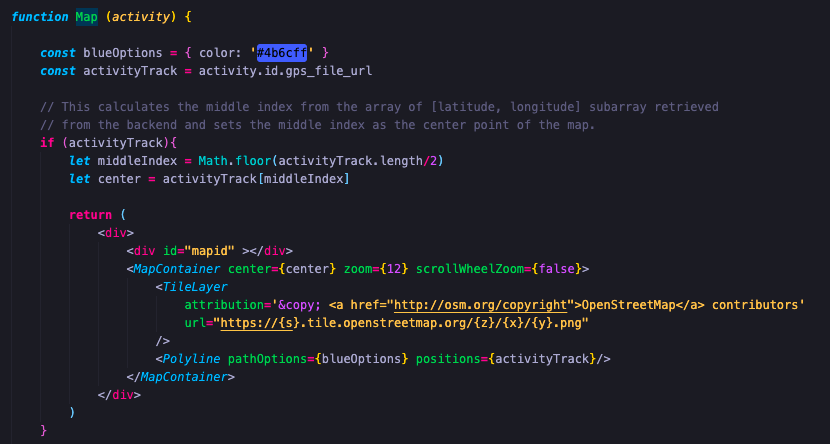 function Map (activity) {
const blueOptions = { color: '#4b6cff' }
const activityTrack = activity.id.gps_file_url
// This calculates the middle index from the array of [latitude, longitude] subarray retrieved
// from the backend and sets the middle index as the center point of the map.
if (activityTrack){
let middleIndex = Math.floor(activityTrack.length/2)
let center = activityTrack[middleIndex]
return (
<div>
<div id="mapid" ></div>
<MapContainer center={center} zoom={12} scrollWheelZoom={false}>
<TileLayer
attribution='&copy; <a href="http://osm.org/copyright">OpenStreetMap</a> contributors'
url="https://{s}.tile.openstreetmap.org/{z}/{x}/{y}.png"
/>
<Polyline pathOptions={blueOptions} positions={activityTrack}/>
</MapContainer>
</div>
)
}